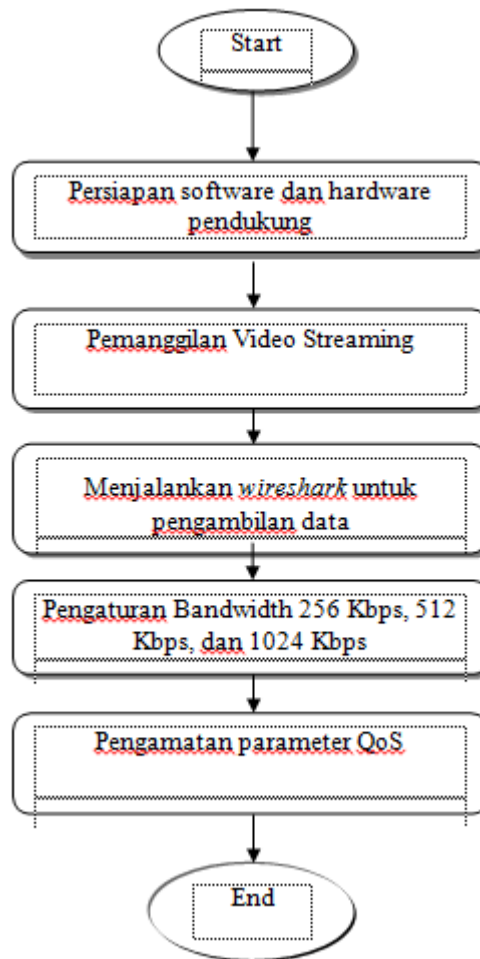 Start
Persiapan software dan hardware
pendukung
Pemanggilan Video Streaming
Menjalankan wireshark untuk
pengambilan data
Pengaturan Bandwidth 256 Kbps, 512
Kbps, dan 1024 Kbps
Pengamatan parameter QoS
End